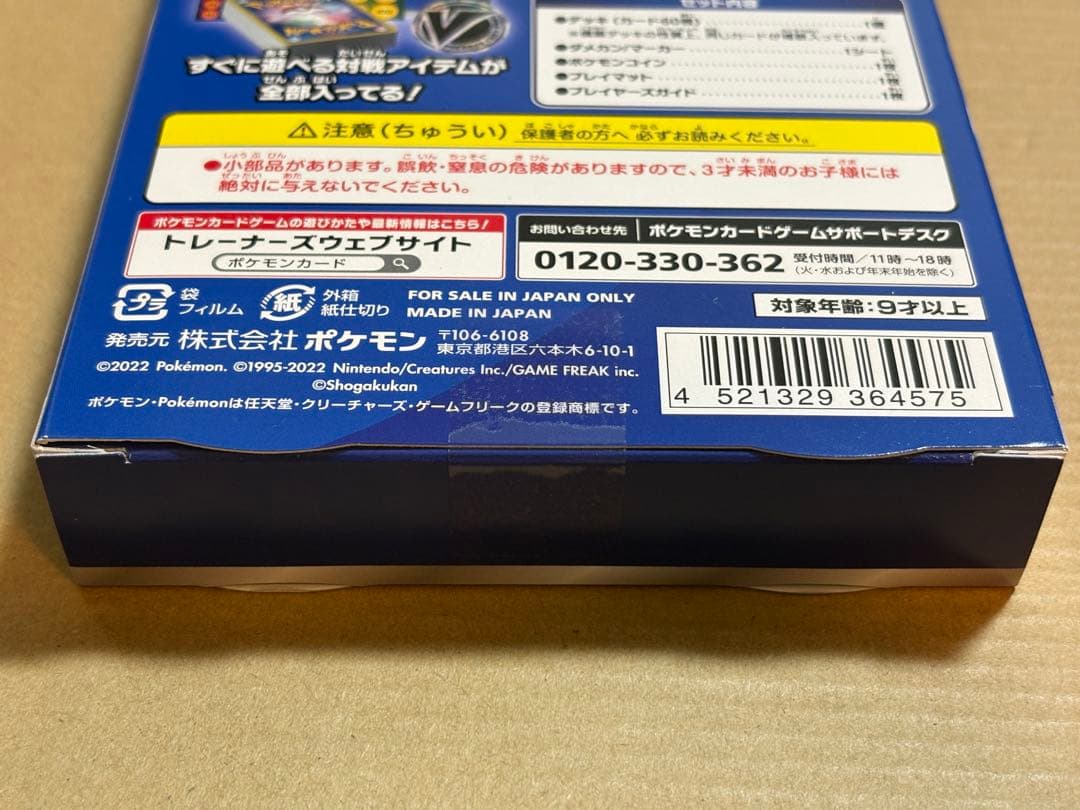 すぐに遊べる対戦アイテムが
全部入ってる!
セット内容
●デッキ(カード60枚) 1個
●ダメカン/マーカー 1シート
●ポケモンコイン 1枚
●プレイマット 1枚
●プレイヤーズガイド 1枚
⚠注意(ちゅうい) 保護者の方へ 必ずお読みください。
●小部品があります。誤飲・窒息の危険がありますので、3才未満のお子様には
絶対に与えないでください。
ポケモンカードゲームの遊びかたや最新情報はこちら!
トレーナーズウェブサイト
ポケモンカード
お問い合わせ先 ポケモンカードゲームサポートデスク
0120-330-362 受付時間/11時~18時
(火・水および年末年始を除く)
プラ 袋 フィルム
紙 外箱 紙仕切り
FOR SALE IN JAPAN ONLY
MADE IN JAPAN
対象年齢:9才以上
発売元 株式会社 ポケモン 〒106-6108
東京都港区六本木6-10-1
©2022 Pokémon. ©1995-2022 Nintendo/Creatures Inc./GAME FREAK inc.
©Shogakukan
ポケモン・Pokémonは任天堂・クリーチャーズ・ゲームフリークの登録商標です。
4 521329 364575